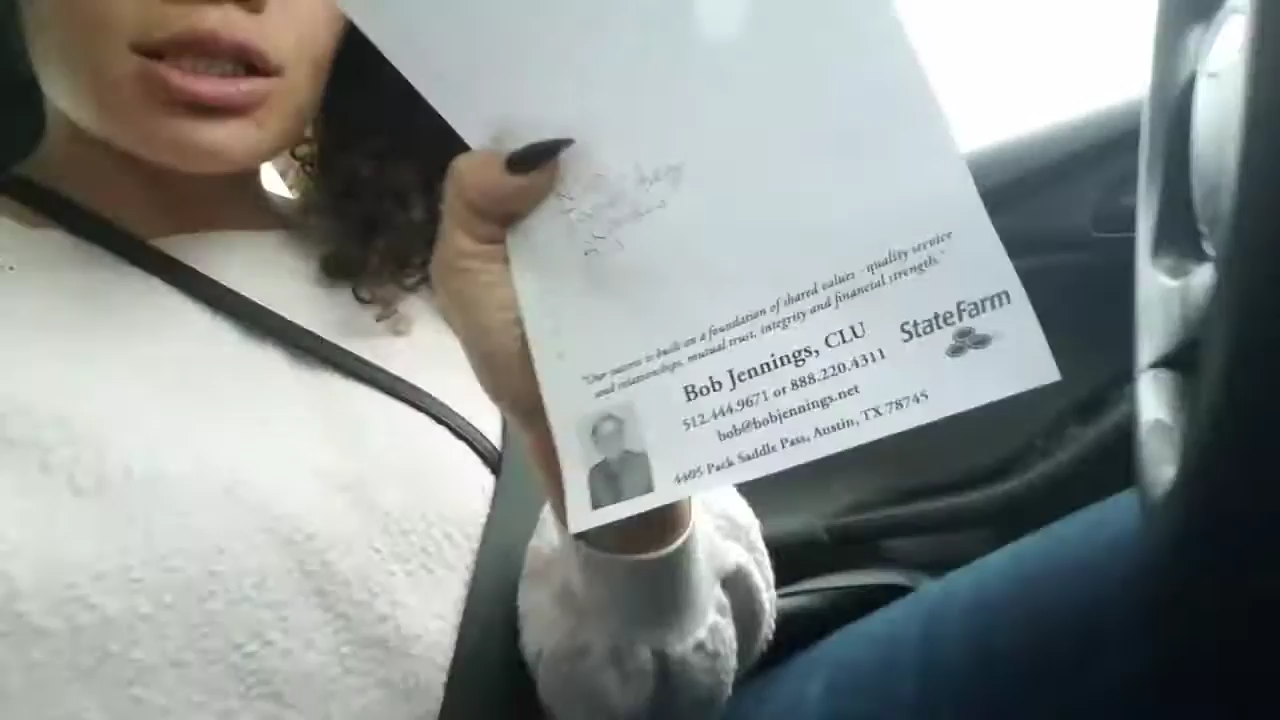 "Our success is built on a foundation of shared values - quality service
and relationships, mutual trust, integrity and financial strength."
Bob Jennings, CLU
StateFarm
512.444.9671 or 888.220.4311
bob@bobjennings.net
4405 Pack Saddle Pass, Austin, TX 78745